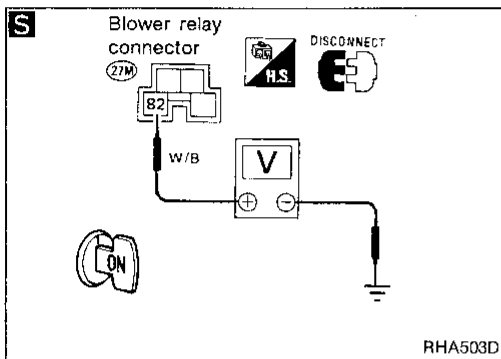 S
Blower relay
connector
27M
H.S.
DISCONNECT
82
W/B
V
+ −
ON
RHA503D